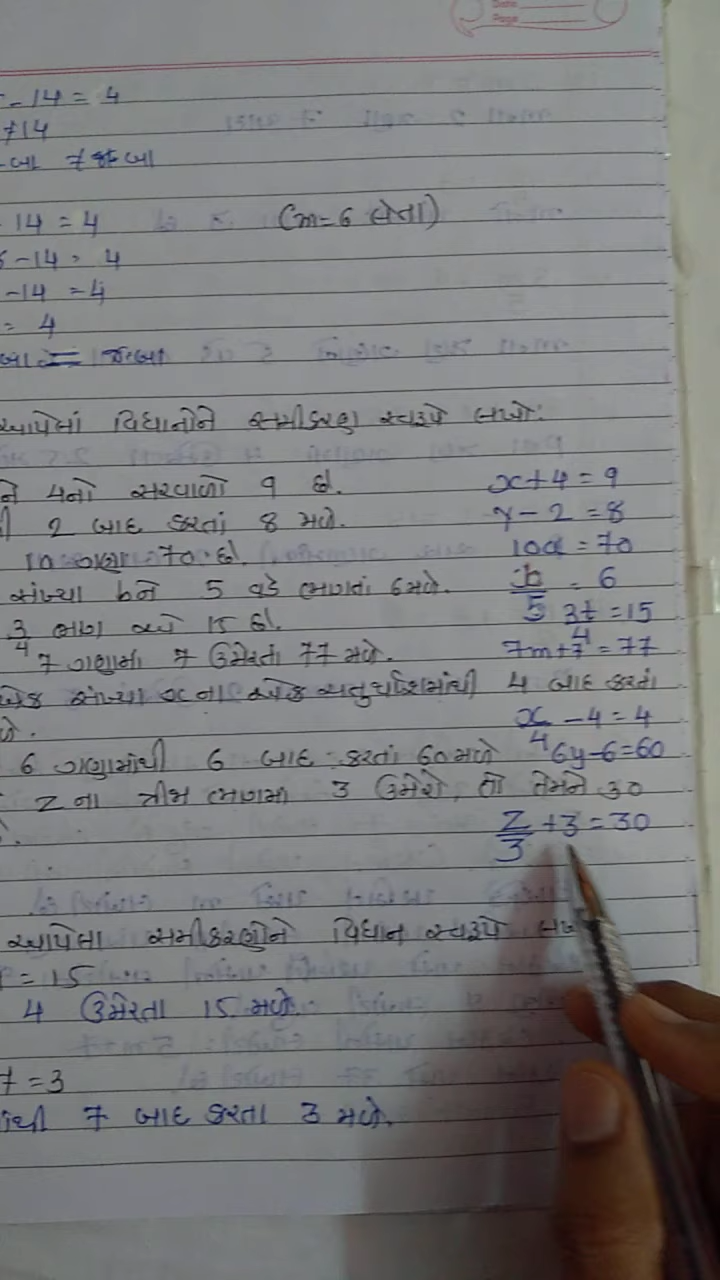 Date
Page
- 14 = 4
≠ 14
બા ≠ જ.બા
14 = 4 (m=6 લેતા)
- 14 = 4
- 14 = 4
= 4
બા = જ.બા
આપેલાં વિધાનોને સમીકરણ સ્વરૂપે લખો:
ને 4નો સરવાળો 9 છે. x + 4 = 9
2 બાદ કરતાં 8 મળે. y - 2 = 8
10 ગણા 70 છે. 10a = 70
સંખ્યા bને 5 વડે ભાગતાં 6 મળે. b/5 = 6
3/4 ભાગ 15 છે. 3t/4 = 15
7 ગણામાં 7 ઉમેરતા 77 મળે. 7m + 7 = 77
સંખ્યા xના એક ચતુર્થાંશમાંથી 4 બાદ કરતાં
x/4 - 4 = 4
6 ગણામાંથી 6 બાદ કરતાં 60 મળે 6y - 6 = 60
zના ત્રીજા ભાગમાં 3 ઉમેરો, તો તમને 30
z/3 + 3 = 30
આપેલા સમીકરણોને વિધાન સ્વરૂપે
= 15
4 ઉમેરતા 15 મળે.
7 = 3
7 બાદ કરતા 3 મળે.